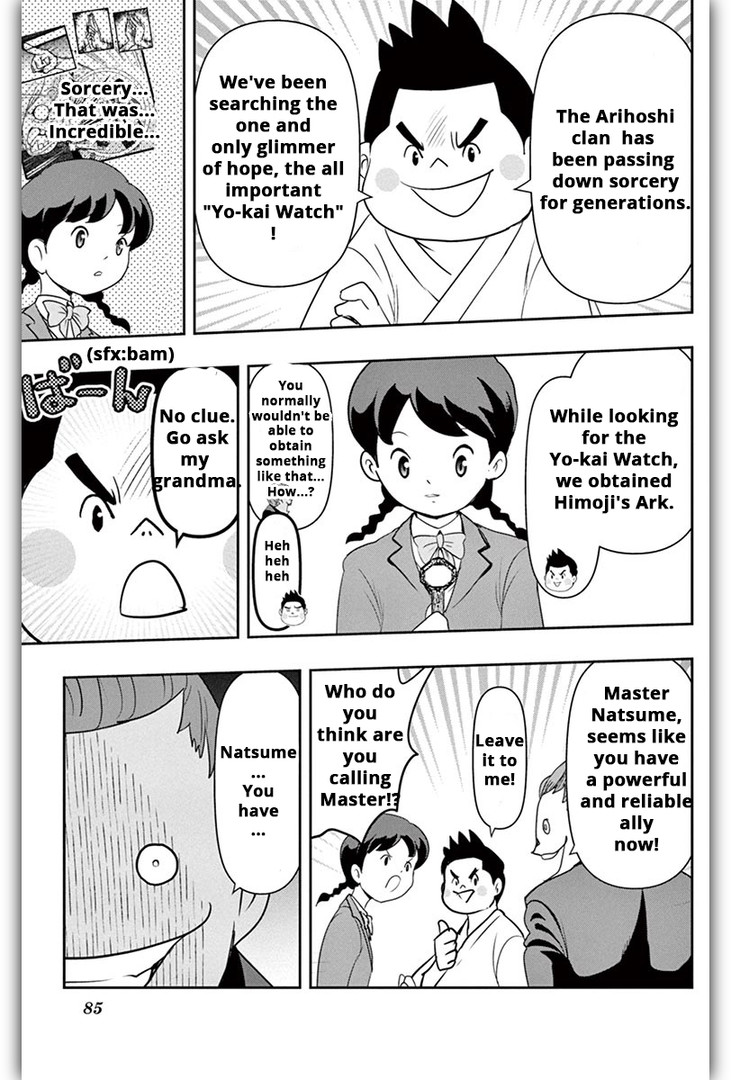 The Arihoshi
clan has
been passing
down sorcery
for generations.
We've been
searching the
one and
only glimmer
of hope, the all
important
"Yo-kai Watch"
!
Sorcery...
That was...
Incredible...
While looking
for the
Yo-kai Watch,
we obtained
Himoji's Ark.
You
normally
wouldn't be
able to
obtain
something
like that...
How...?
Heh
heh
heh
(sfx:bam)
ばーん
No clue.
Go ask
my
grandma.
Master
Natsume,
seems like
you have
a powerful
and reliable
ally
now!
Leave
it to
me!
Who do
you
think are
you
calling
Master!?
Natsume
...
You
have
...
85